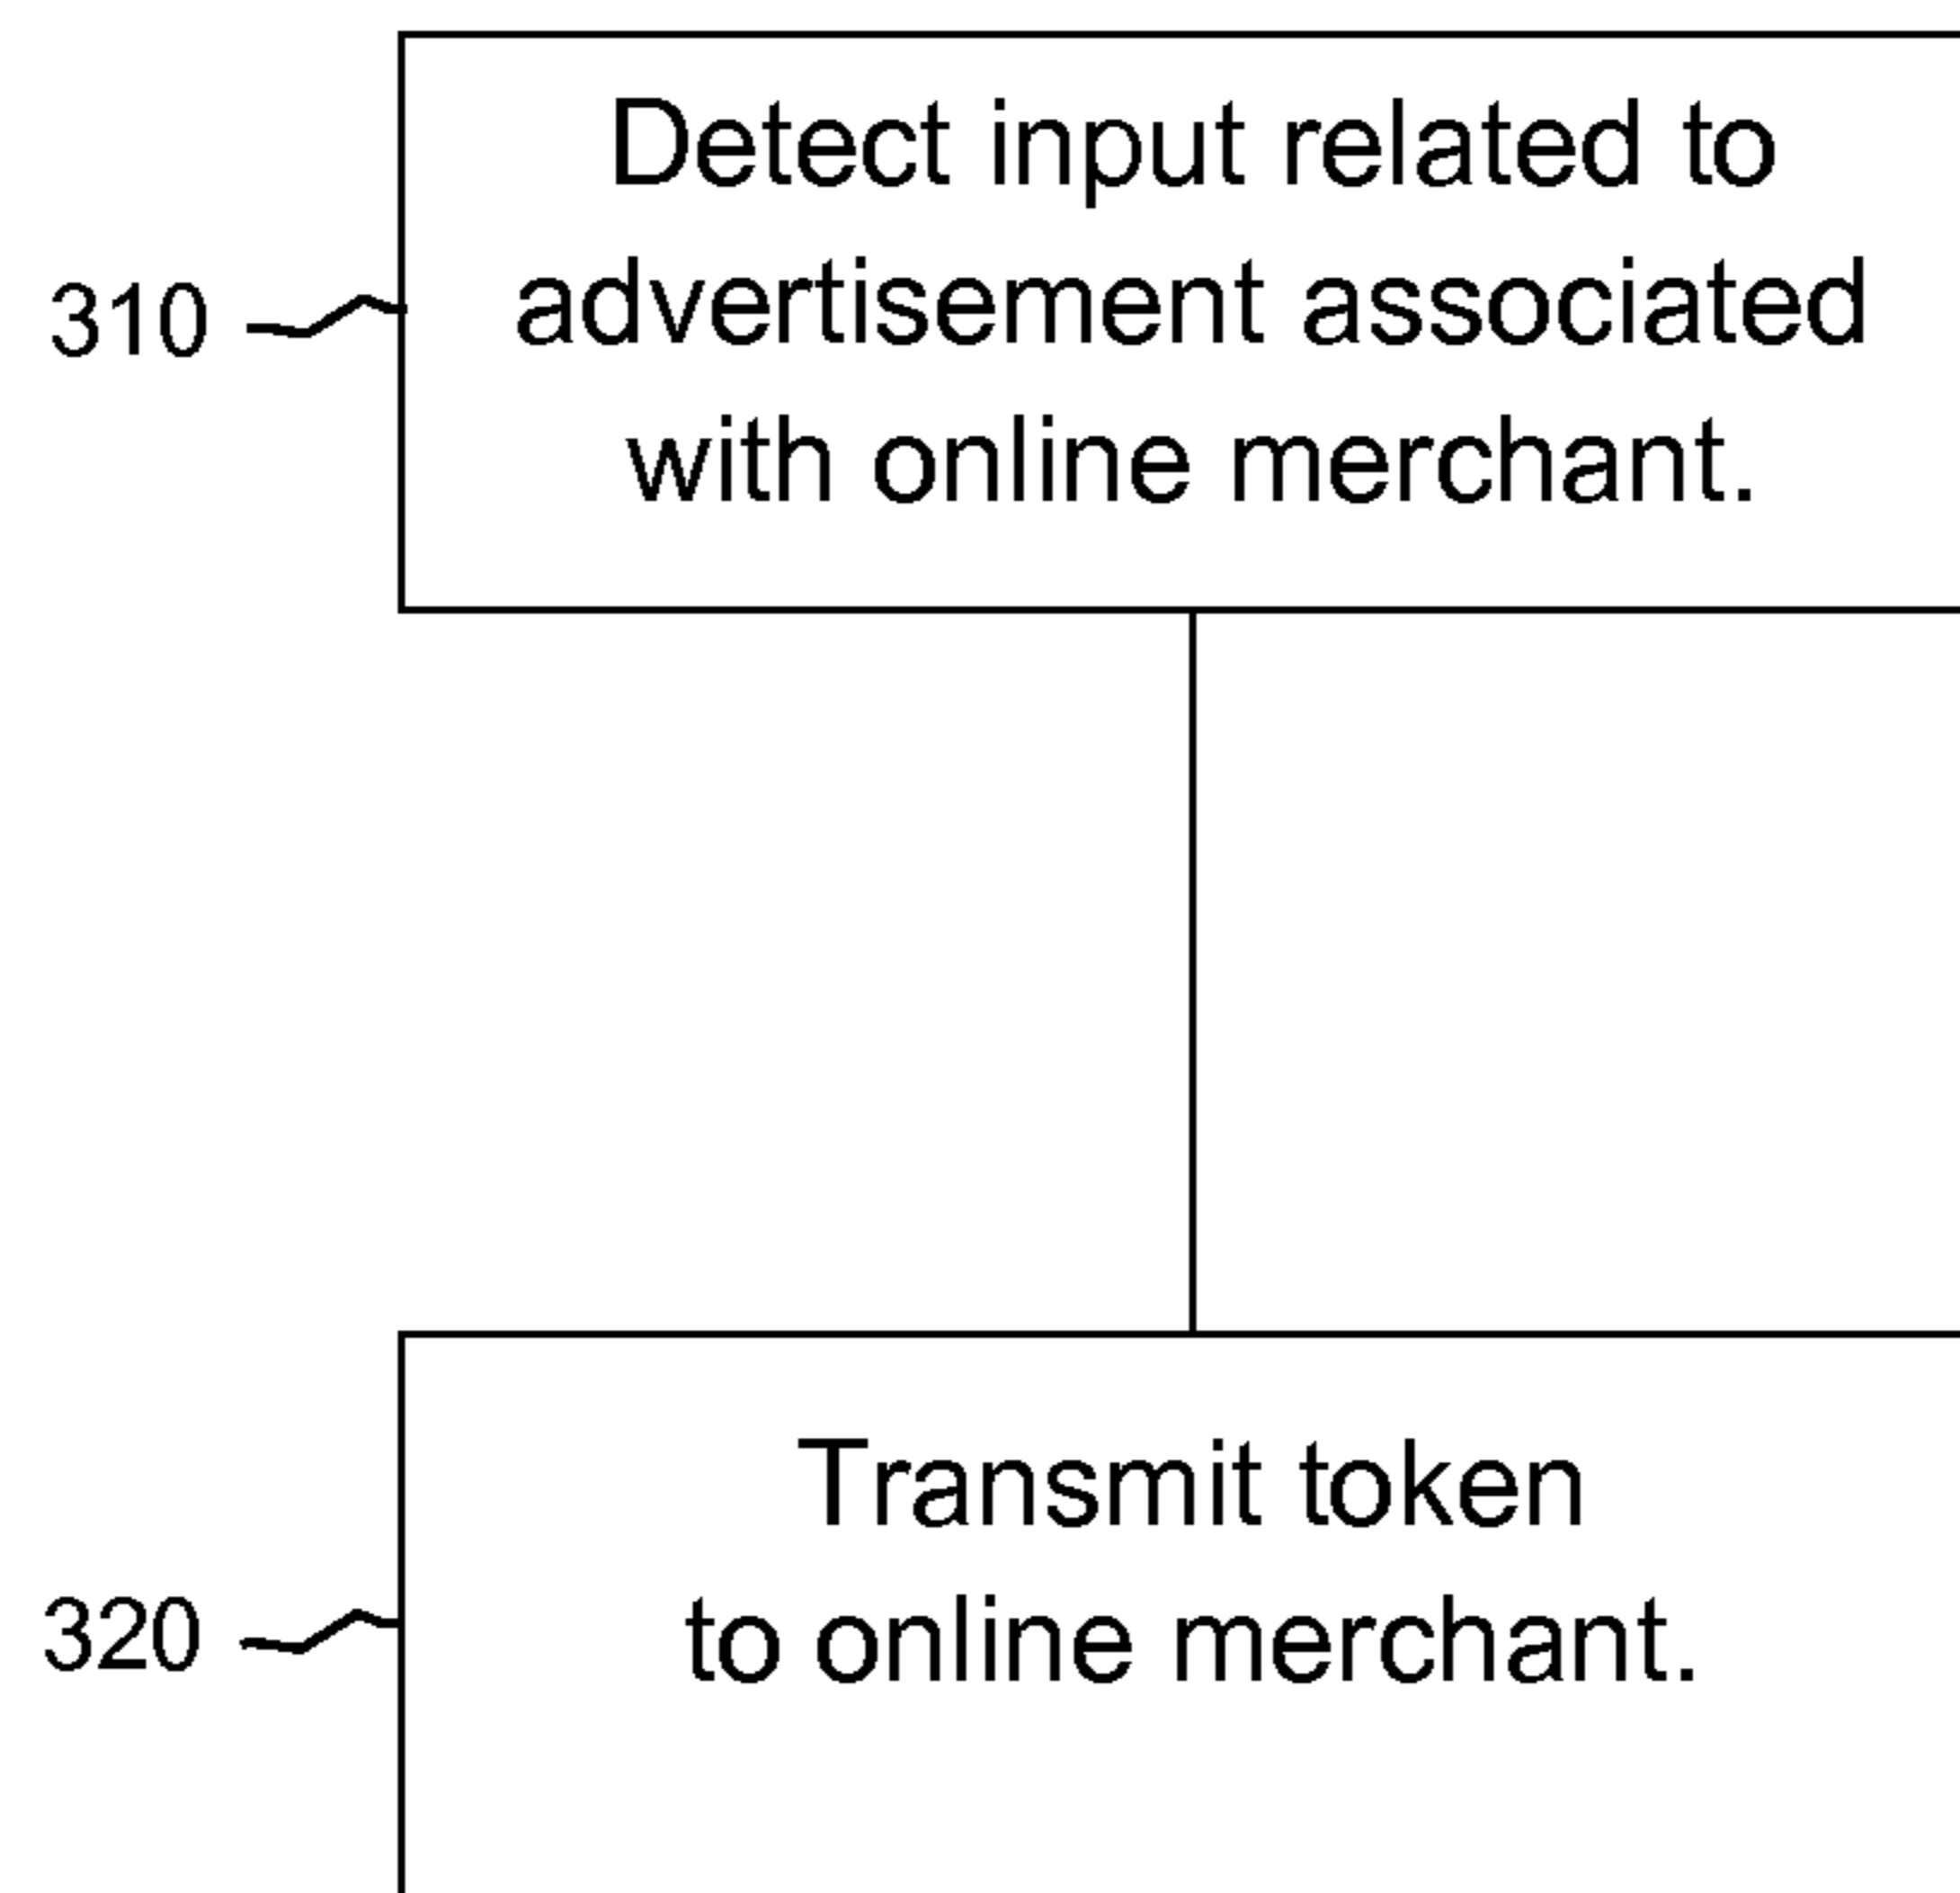 Detect input related to
advertisement associated
with online merchant.
310
Transmit token
to online merchant.
320